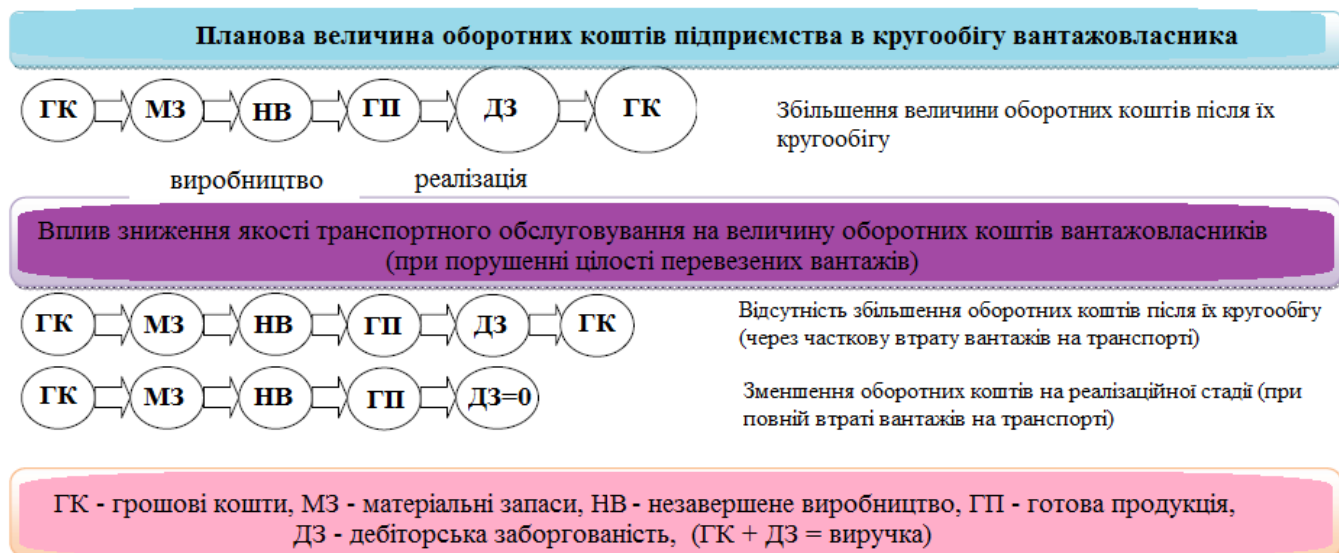 Планова величина оборотних коштів підприємства в кругообігу вантажовласника
ГК МЗ НВ ГП ДЗ ГК
Збільшення величини оборотних коштів після їх
кругообігу
виробництво реалізація
Вплив зниження якості транспортного обслуговування на величину оборотних коштів вантажовласників
(при порушенні цілості перевезених вантажів)
ГК МЗ НВ ГП ДЗ ГК
Відсутність збільшення оборотних коштів після їх кругообігу
(через часткову втрату вантажів на транспорті)
ГК МЗ НВ ГП ДЗ=0
Зменшення оборотних коштів на реалізаційної стадії (при
повній втраті вантажів на транспорті)
ГК - грошові кошти, МЗ - матеріальні запаси, НВ - незавершене виробництво, ГП - готова продукція,
ДЗ - дебіторська заборгованість, (ГК + ДЗ = виручка)